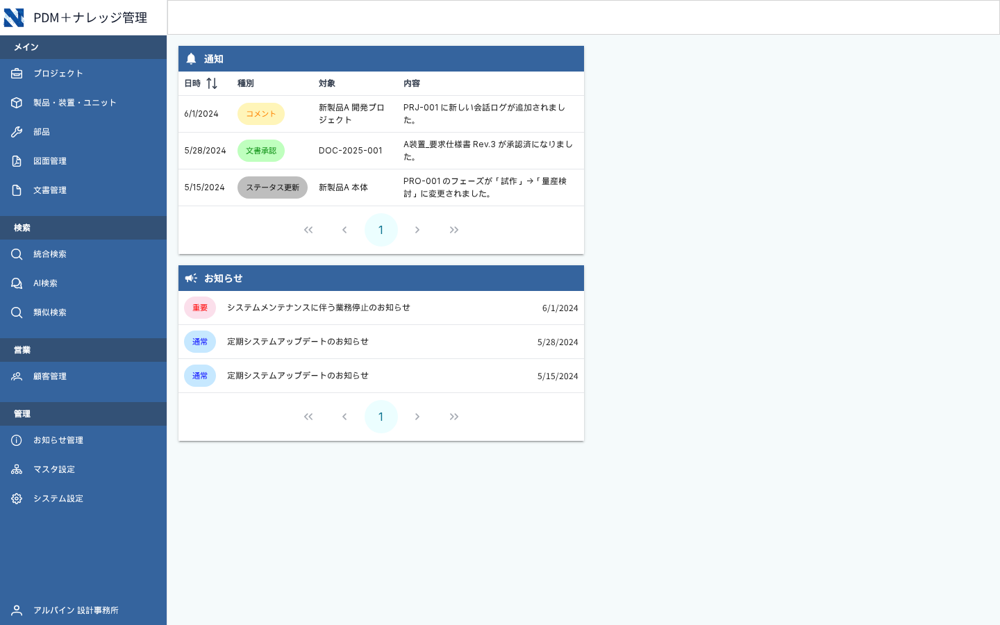 PDM＋ナレッジ管理
メイン
プロジェクト
製品・装置・ユニット
部品
図面管理
文書管理
検索
統合検索
AI検索
類似検索
営業
顧客管理
管理
お知らせ管理
マスタ設定
システム設定
アルパイン 設計事務所
通知
日時 種別 対象 内容
6/1/2024 コメント 新製品A 開発プロ
ジェクト
PRJ-001 に新しい会話ログが追加されまし
た。
5/28/2024 文書承認 DOC-2025-001
A装置_要求仕様書 Rev.3 が承認済になりまし
た。
5/15/2024 ステータス更新 新製品A 本体
PRO-001 のフェーズが「試作」→「量産検
討」に変更されました。
1
お知らせ
重要 システムメンテナンスに伴う業務停止のお知らせ 6/1/2024
通常 定期システムアップデートのお知らせ 5/28/2024
通常 定期システムアップデートのお知らせ 5/15/2024
1